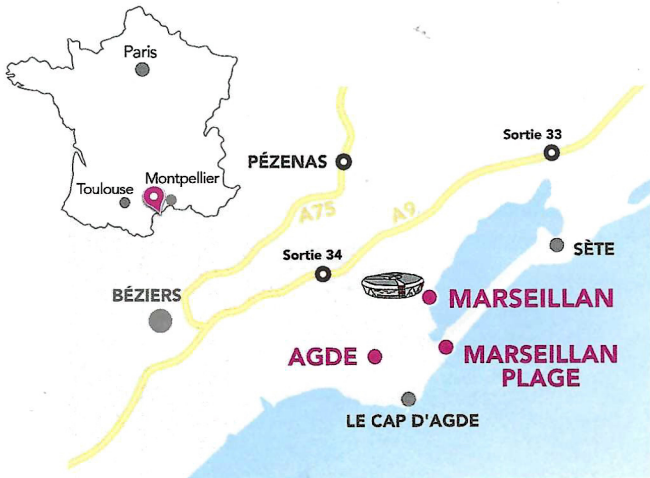 Paris
Toulouse
Montpellier
PÉZENAS
Sortie 33
A75
A9
Sortie 34
SÈTE
BÉZIERS
MARSEILLAN
AGDE
MARSEILLAN
PLAGE
LE CAP D'AGDE